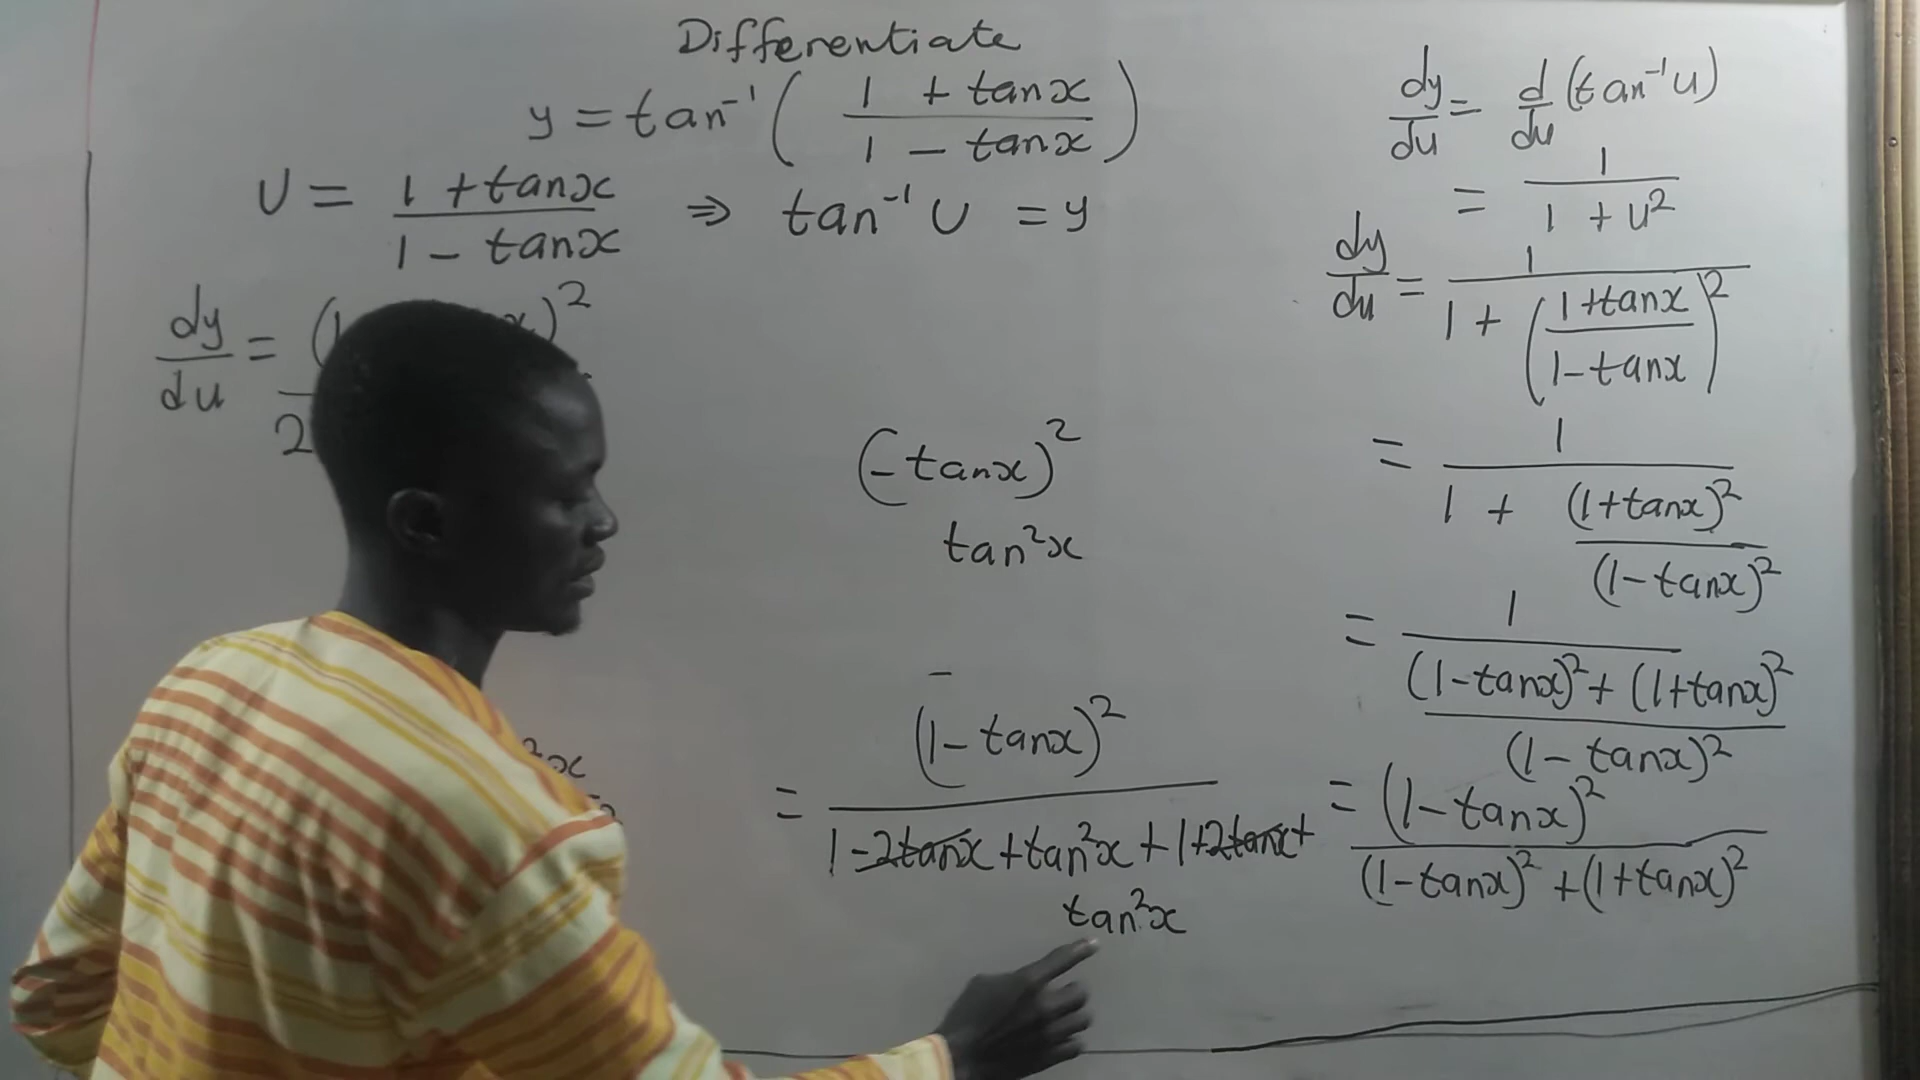 Differentiate
y = tan⁻¹ ( (1 + tanx) / (1 - tanx) )
U = (1 + tanx) / (1 - tanx) ⇒ tan⁻¹ U = y
dy/du = ( )² / 2
(-tanx)²
tan²x
= (1 - tanx)² / (1 - 2tanx + tan²x + 1 + 2tanx + tan²x)
dy/du = d/du (tan⁻¹U)
= 1 / (1 + U²)
dy/du = 1 / (1 + ((1+tanx) / (1-tanx))²)
= 1 / (1 + (1+tanx)² / (1-tanx)²)
= 1 / (((1-tanx)² + (1+tanx)²) / (1-tanx)²)
= (1-tanx)² / ((1-tanx)² + (1+tanx)²)